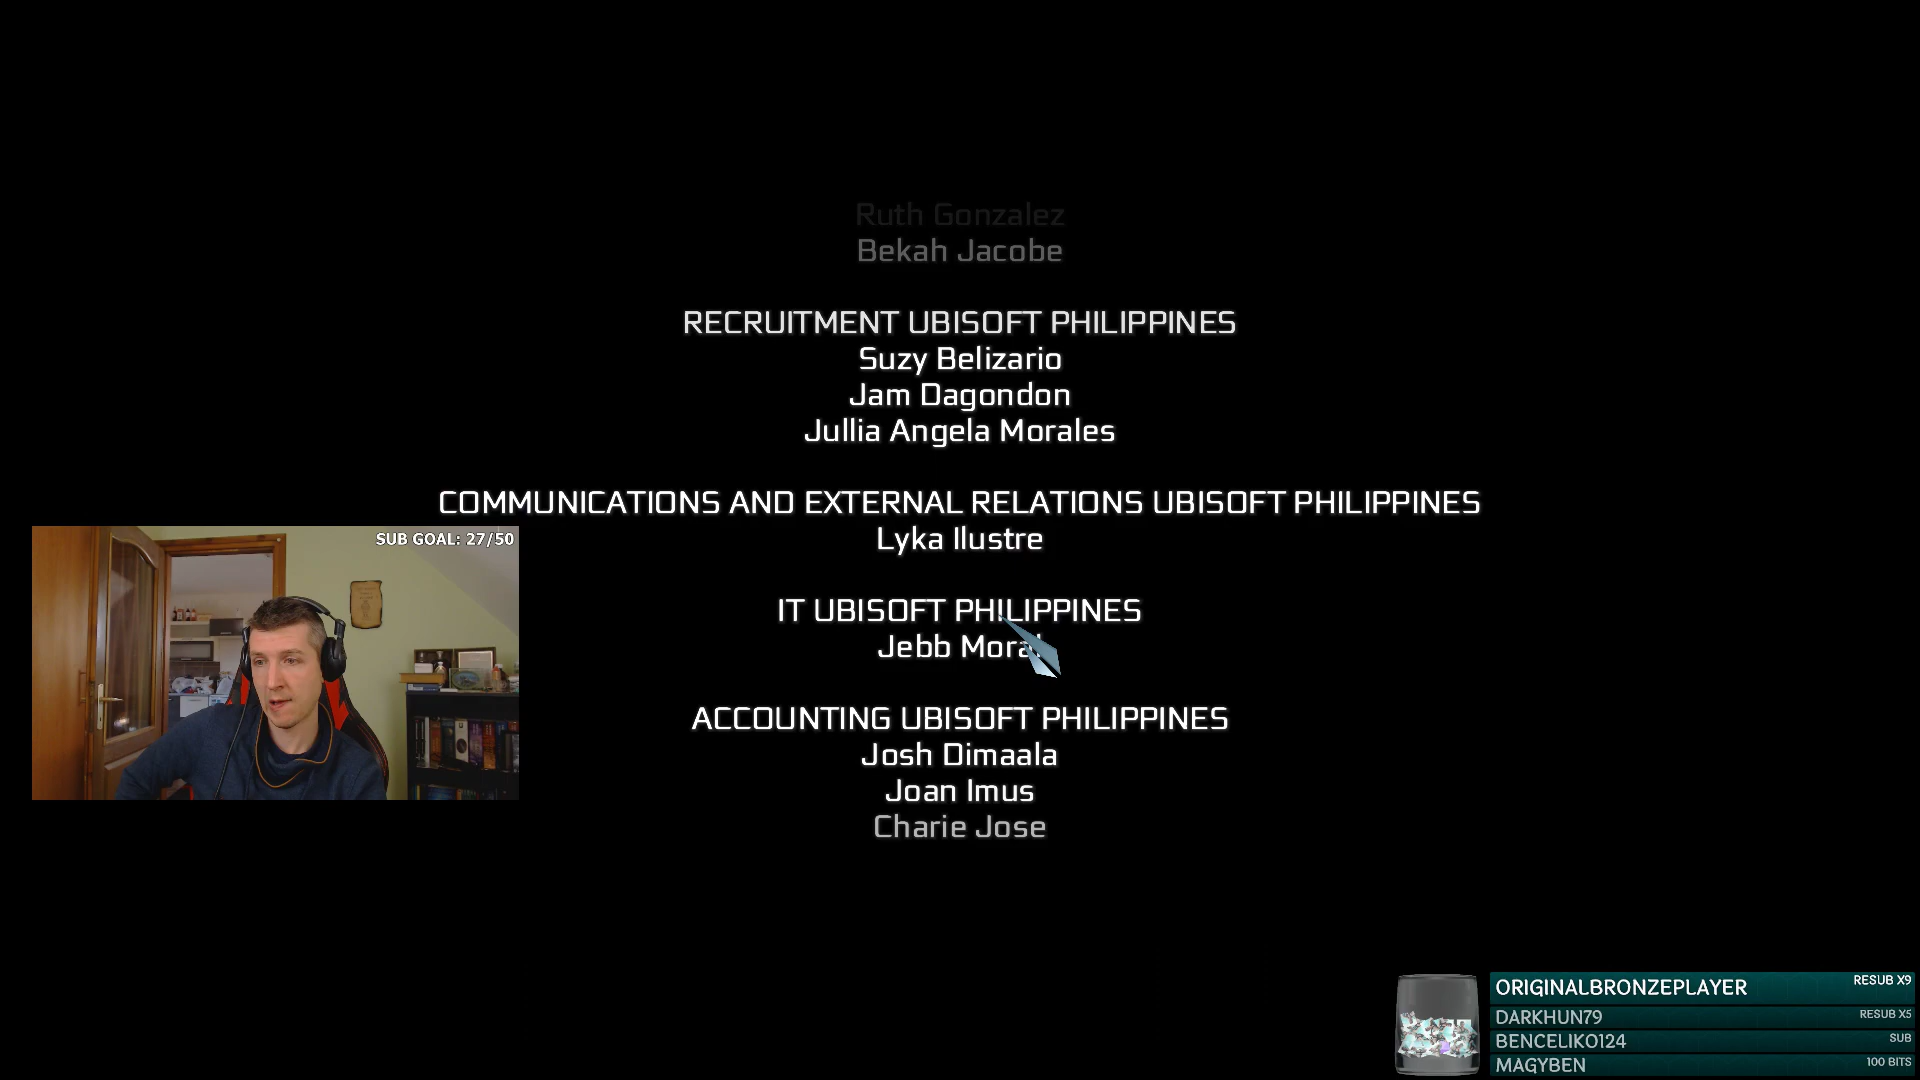 Ruth Gonzalez
Bekah Jacobe
RECRUITMENT UBISOFT PHILIPPINES
Suzy Belizario
Jam Dagondon
Jullia Angela Morales
COMMUNICATIONS AND EXTERNAL RELATIONS UBISOFT PHILIPPINES
Lyka Ilustre
SUB GOAL: 27/50
IT UBISOFT PHILIPPINES
Jebb Moral
ACCOUNTING UBISOFT PHILIPPINES
Josh Dimaala
Joan Imus
Charie Jose
ORIGINALBRONZEPLAYER RESUB X9
DARKHUN79 RESUB X5
BENCELIKO124 SUB
MAGYBEN 100 BITS